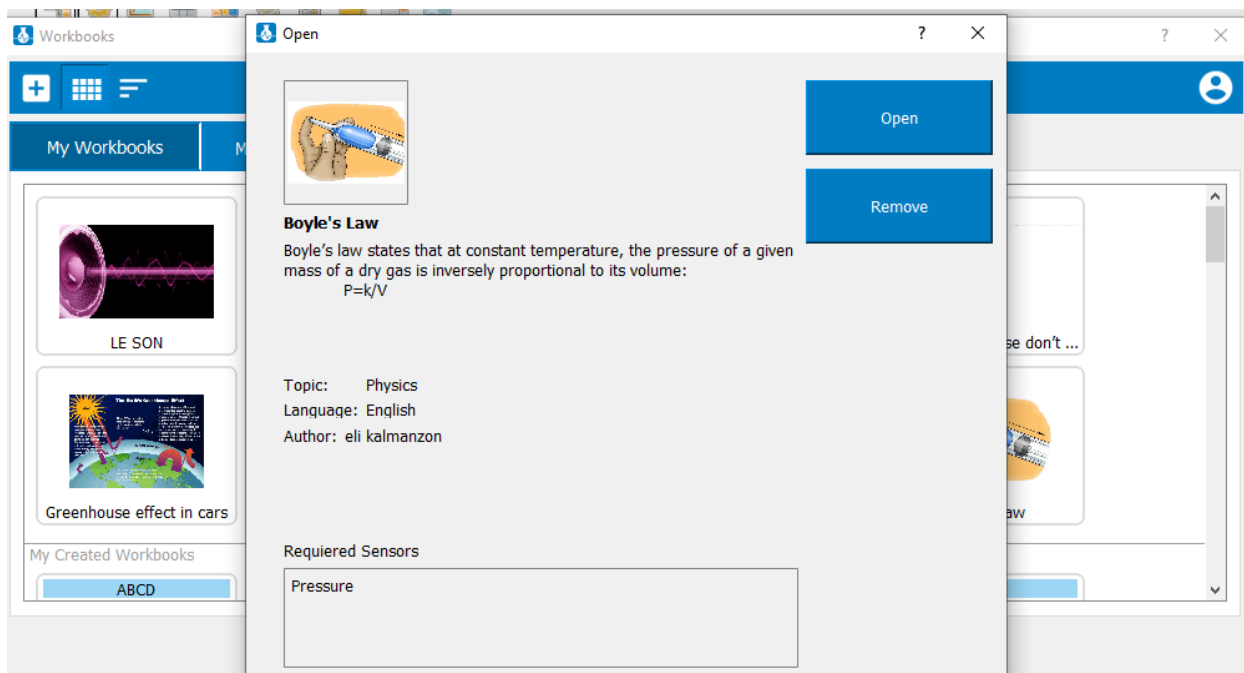 Workbooks
Open
My Workbooks
M
Open
Remove
Boyle's Law
Boyle’s law states that at constant temperature, the pressure of a given
mass of a dry gas is inversely proportional to its volume:
P=k/V
LE SON
se don’t ...
Topic: Physics
Language: English
Author: eli kalmanzon
Greenhouse effect in cars
aw
My Created Workbooks
ABCD
Requiered Sensors
Pressure